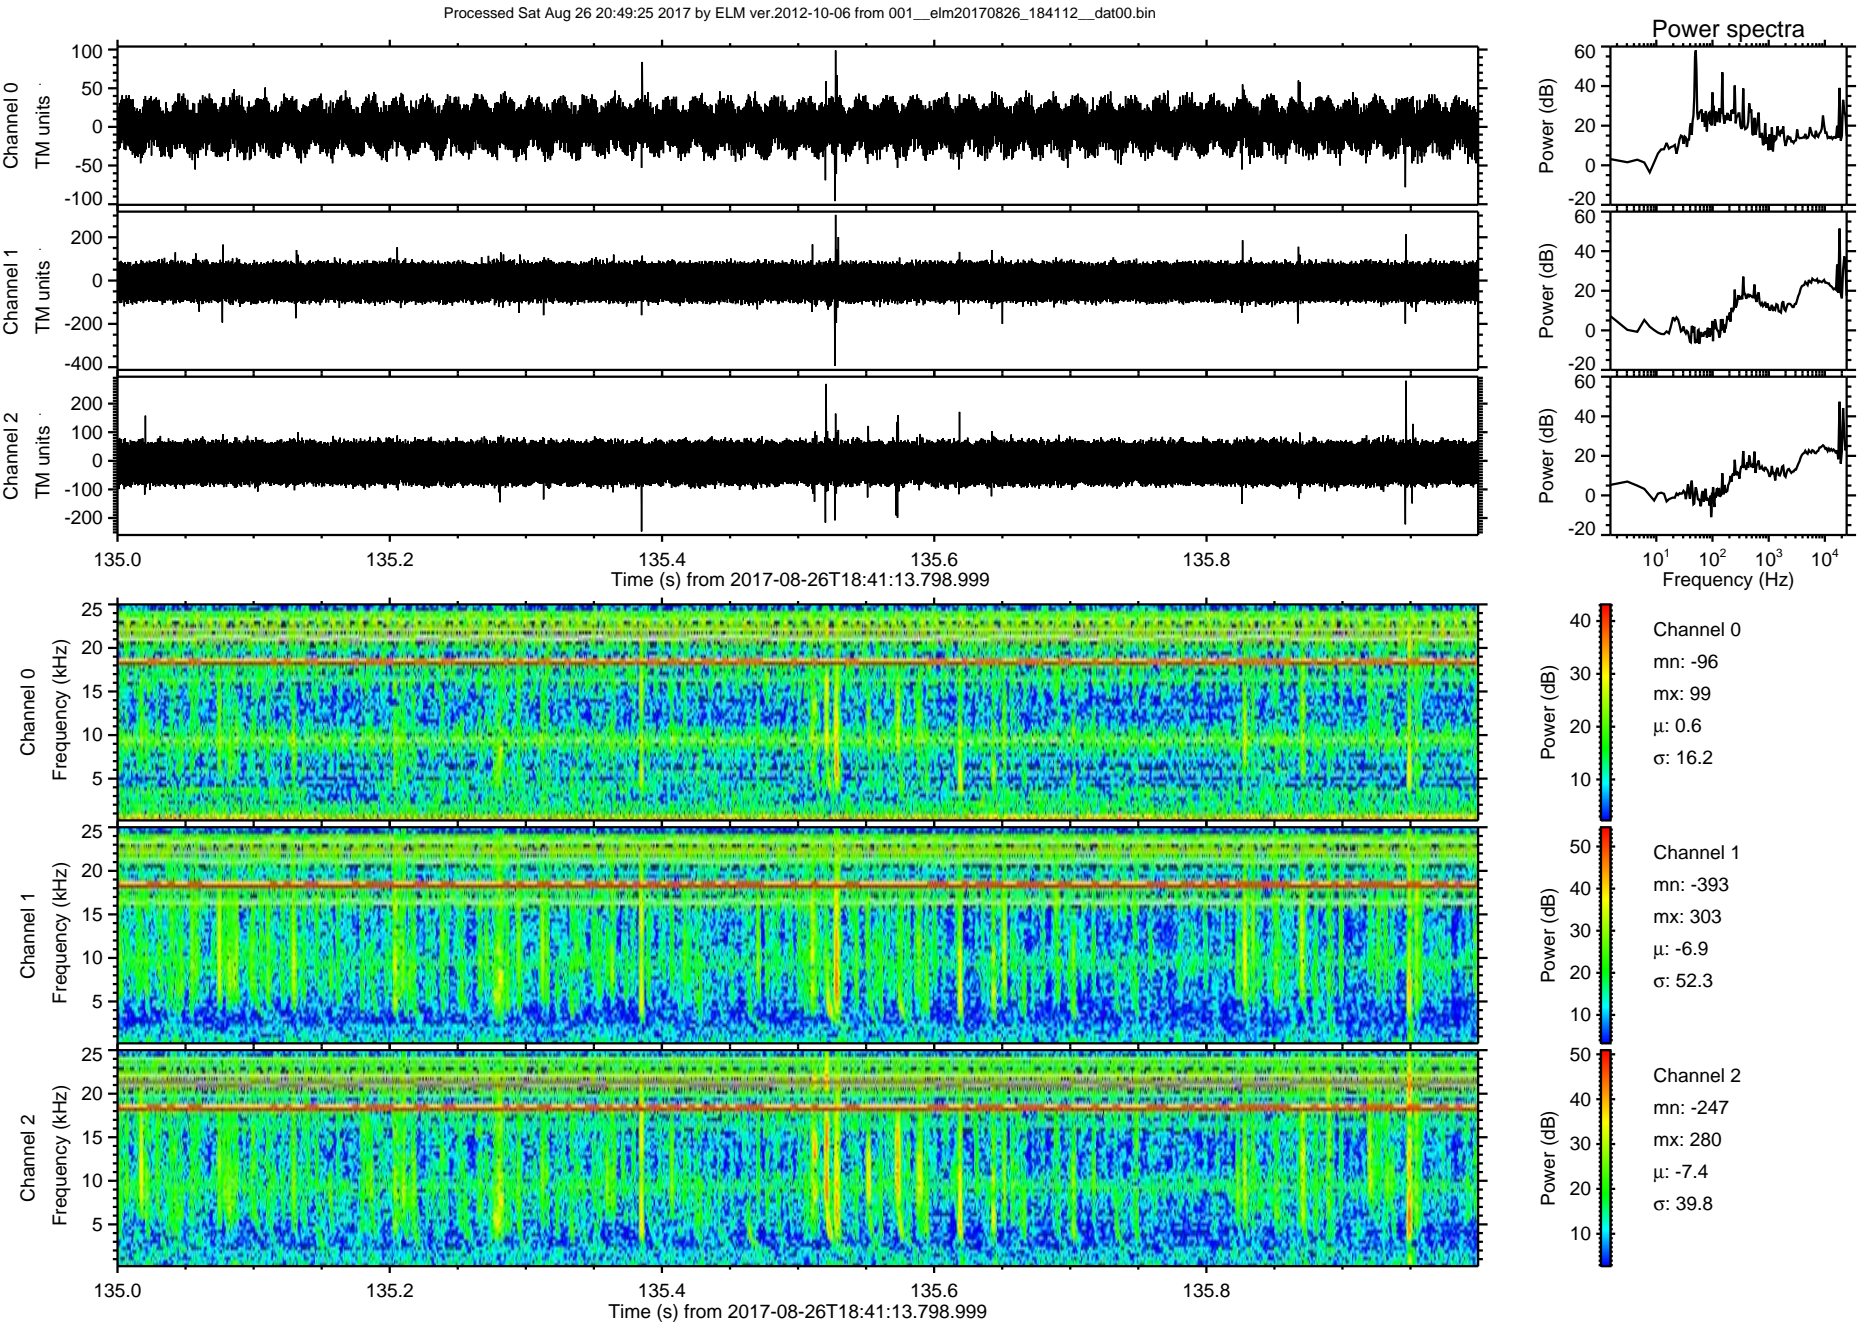 Processed Sat Aug 26 20:49:25 2017 by ELM ver.2012-10-06 from 001__elm20170826_184112__dat00.bin
Power spectra
Channel 0
TM units
100
50
0
-50
-100
Power (dB)
60
40
20
0
-20
Channel 1
TM units
200
0
-200
-400
Power (dB)
60
40
20
0
-20
Channel 2
TM units
200
100
0
-100
-200
Power (dB)
60
40
20
0
-20
135.0 135.2 135.4 135.6 135.8
Time (s) from 2017-08-26T18:41:13.798.999
10¹ 10² 10³ 10⁴
Frequency (Hz)
Channel 0
Frequency (kHz)
25
20
15
10
5
Power (dB)
40
30
20
10
Channel 0
mn: -96
mx: 99
μ: 0.6
σ: 16.2
Channel 1
Frequency (kHz)
25
20
15
10
5
Power (dB)
50
40
30
20
10
Channel 1
mn: -393
mx: 303
μ: -6.9
σ: 52.3
Channel 2
Frequency (kHz)
25
20
15
10
5
Power (dB)
50
40
30
20
10
Channel 2
mn: -247
mx: 280
μ: -7.4
σ: 39.8
135.0 135.2 135.4 135.6 135.8
Time (s) from 2017-08-26T18:41:13.798.999